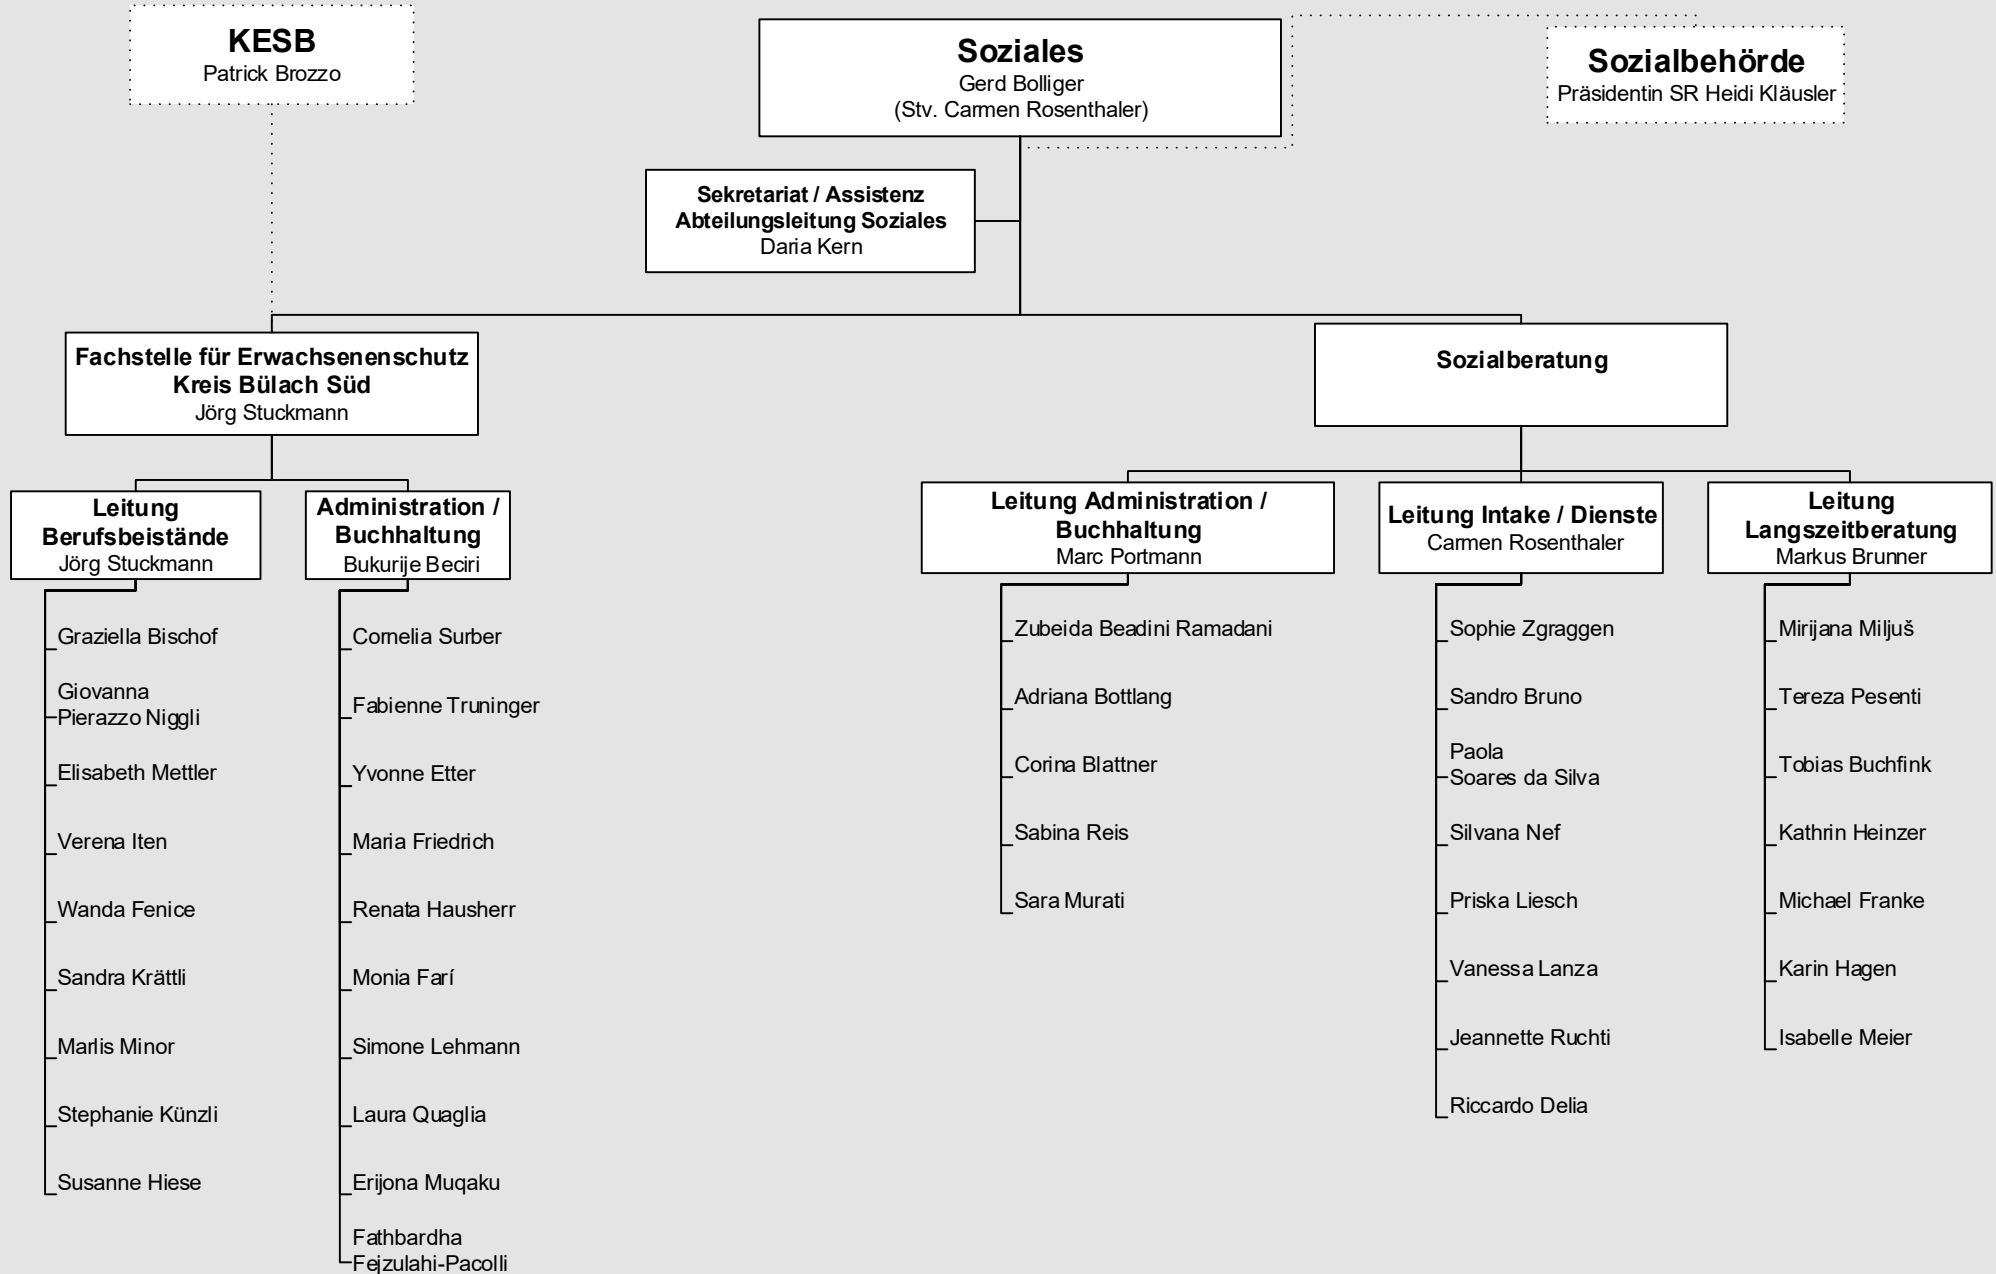 KESB
Patrick Brozzo
Soziales
Gerd Bolliger
(Stv. Carmen Rosenthaler)
Sozialbehörde
Präsidentin SR Heidi Kläusler
Sekretariat / Assistenz
Abteilungsleitung Soziales
Daria Kern
Fachstelle für Erwachsenenschutz
Kreis Bülach Süd
Jörg Stuckmann
Sozialberatung
Leitung
Berufsbeistände
Jörg Stuckmann
Graziella Bischof
Giovanna
Pierazzo Niggli
Elisabeth Mettler
Verena Iten
Wanda Fenice
Sandra Krättli
Marlis Minor
Stephanie Künzli
Susanne Hiese
Administration /
Buchhaltung
Bukurije Beciri
Cornelia Surber
Fabienne Truninger
Yvonne Etter
Maria Friedrich
Renata Hausherr
Monia Farí
Simone Lehmann
Laura Quaglia
Erijona Muqaku
Fathbardha
Fejzulahi-Pacolli
Leitung Administration /
Buchhaltung
Marc Portmann
Zubeida Beadini Ramadani
Adriana Bottlang
Corina Blattner
Sabina Reis
Sara Murati
Leitung Intake / Dienste
Carmen Rosenthaler
Sophie Zgraggen
Sandro Bruno
Paola
Soares da Silva
Silvana Nef
Priska Liesch
Vanessa Lanza
Jeannette Ruchti
Riccardo Delia
Leitung
Langszeitberatung
Markus Brunner
Mirijana Miljuš
Tereza Pesenti
Tobias Buchfink
Kathrin Heinzer
Michael Franke
Karin Hagen
Isabelle Meier